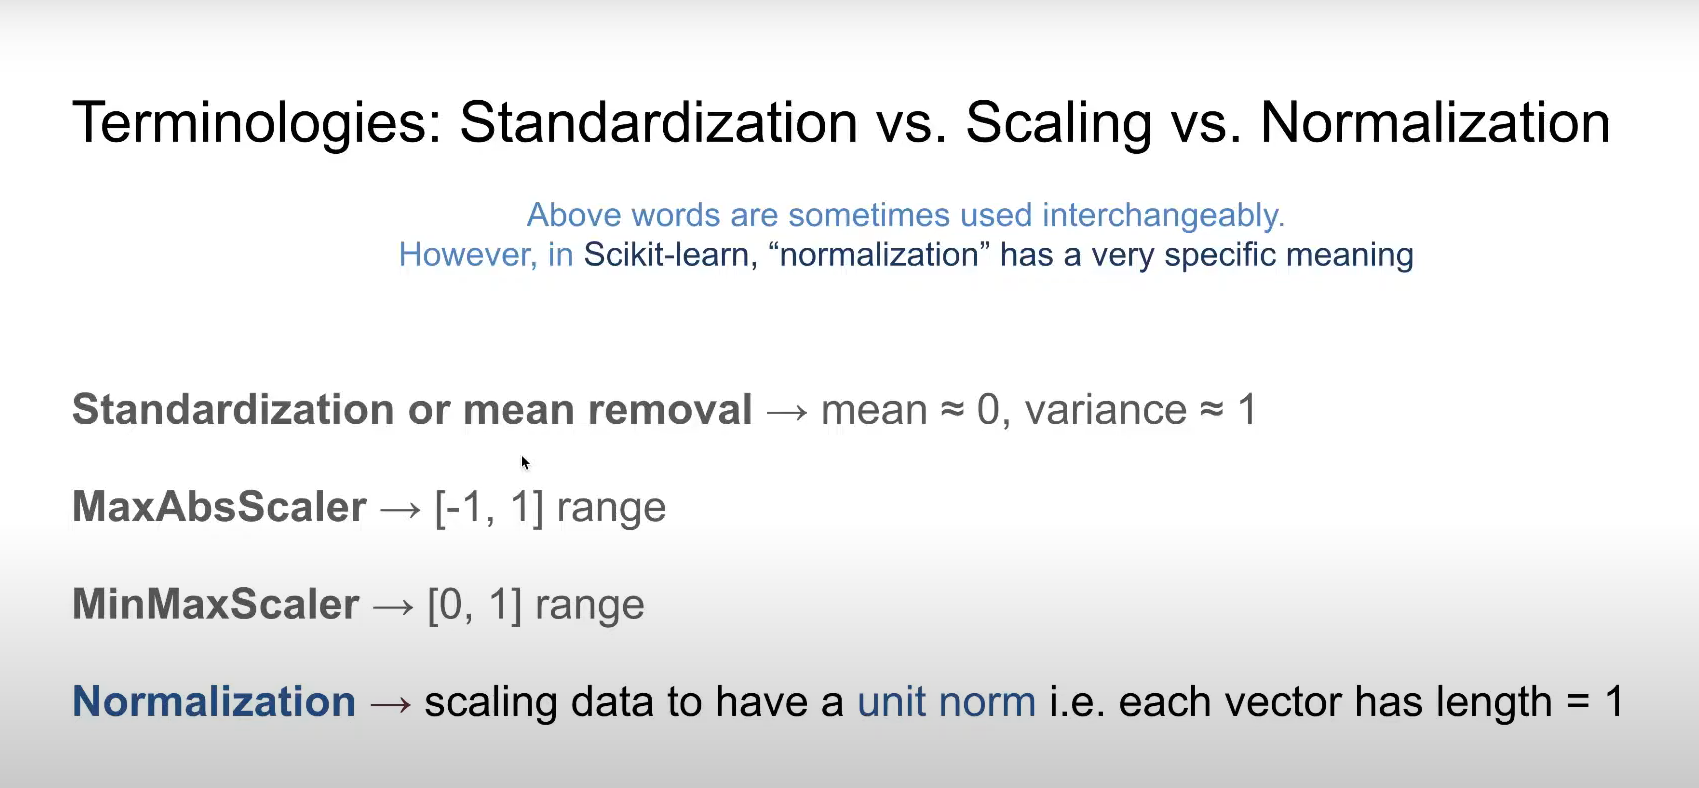 Terminologies: Standardization vs. Scaling vs. Normalization
Above words are sometimes used interchangeably.
However, in Scikit-learn, “normalization” has a very specific meaning
Standardization or mean removal → mean ≈ 0, variance ≈ 1
MaxAbsScaler → [-1, 1] range
MinMaxScaler → [0, 1] range
Normalization → scaling data to have a unit norm i.e. each vector has length = 1